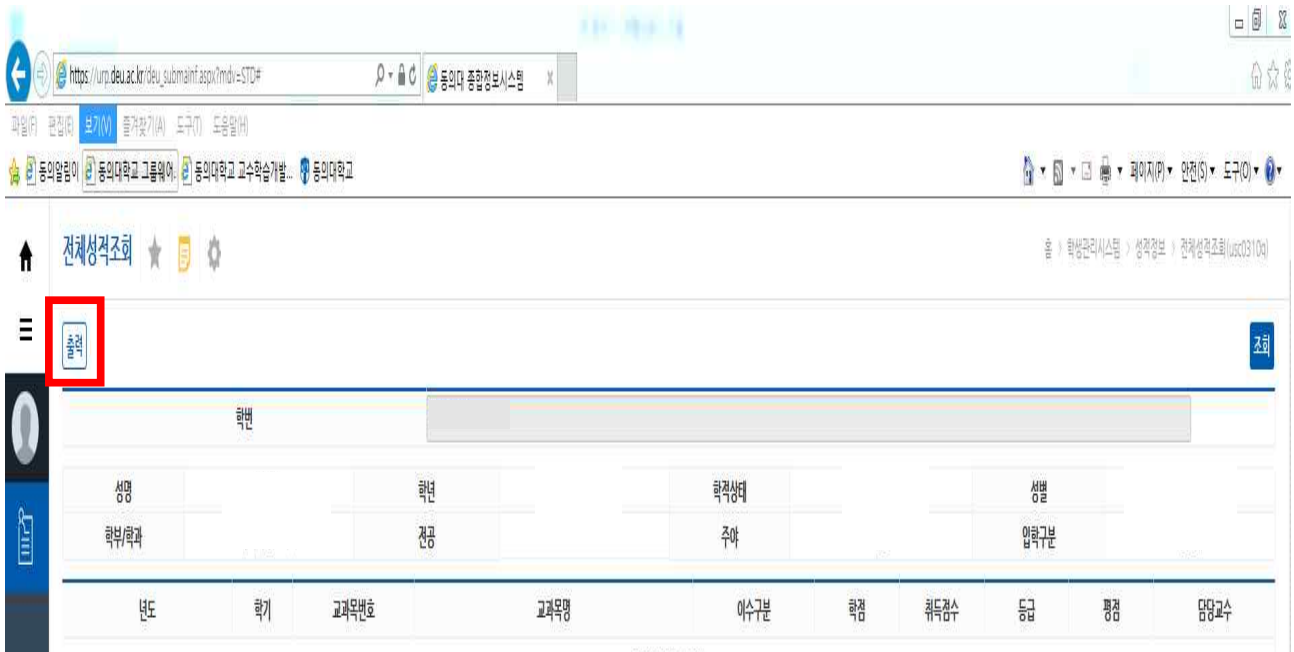 https://urp.deu.ac.kr/deu_submainf.aspx?mdv=STD#
동의대 종합정보시스템
파일(F) 편집(E) 보기(V) 즐겨찾기(A) 도구(T) 도움말(H)
동의알림이 동의대학교 그룹웨어. 동의대학교 교수학습개발... 동의대학교
페이지(P) 안전(S) 도구(O)
전체성적조회
홈 > 학생관리시스템 > 성적정보 > 전체성적조회(usc0310q)
출력
조회
학번
성명 학년 학적상태 성별
학부/학과 전공 주야 입학구분
년도 학기 교과목번호 교과목명 이수구분 학점 취득점수 등급 평점 담당교수